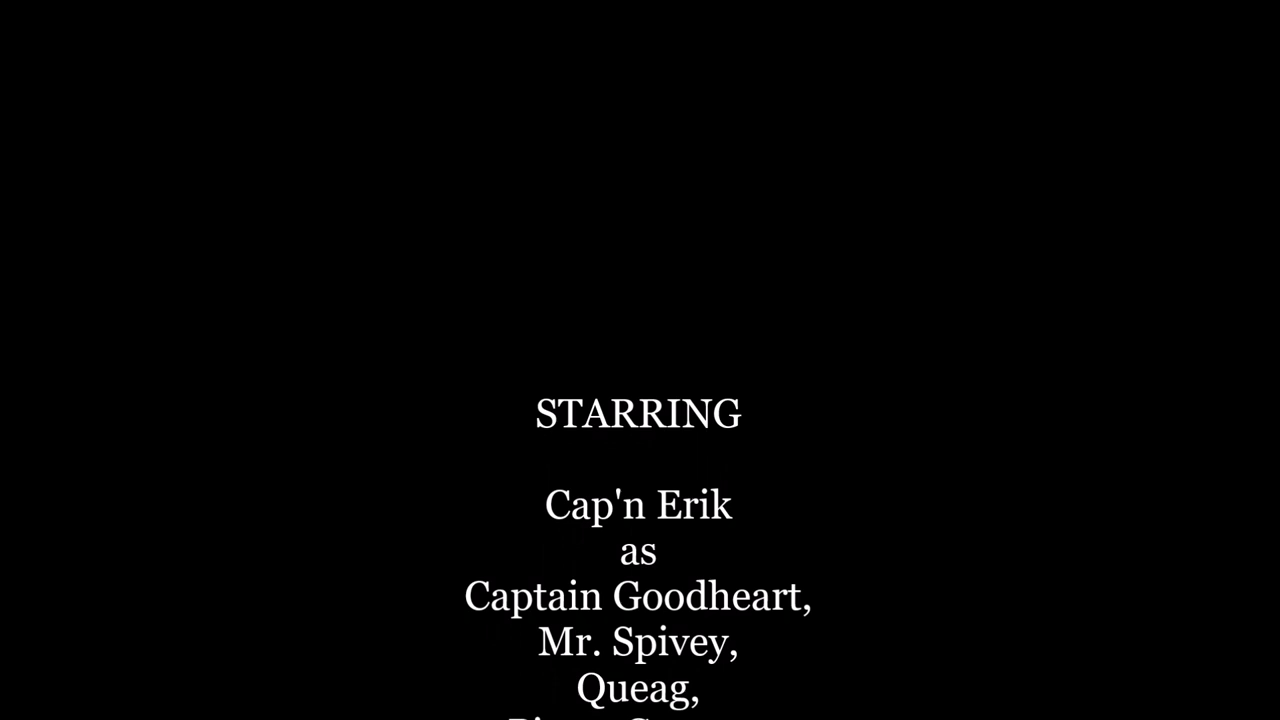 STARRING
Cap'n Erik
as
Captain Goodheart,
Mr. Spivey,
Queag,